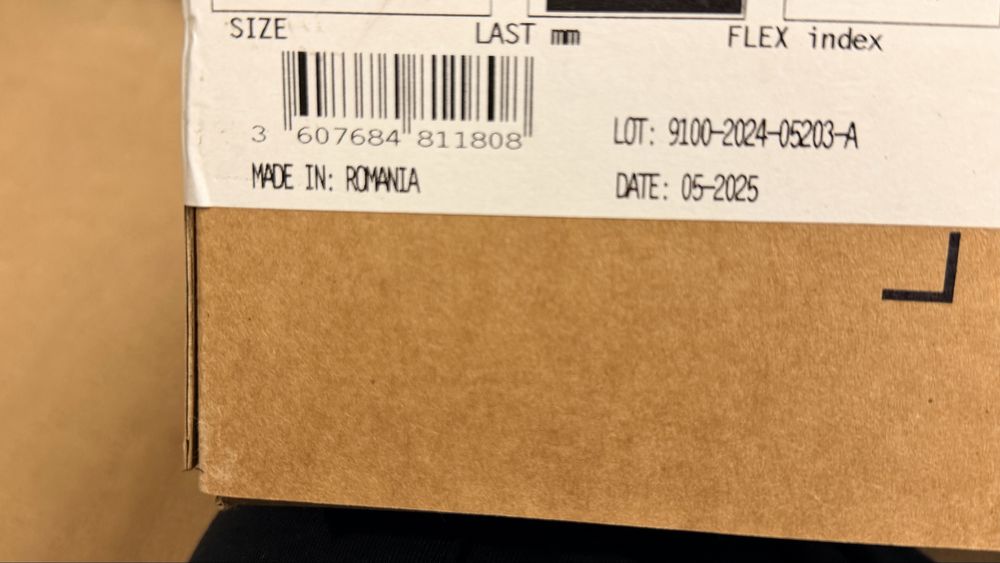 SIZE LAST mm FLEX index
3 607684 811808
LOT: 9100-2024-05203-A
MADE IN: ROMANIA
DATE: 05-2025